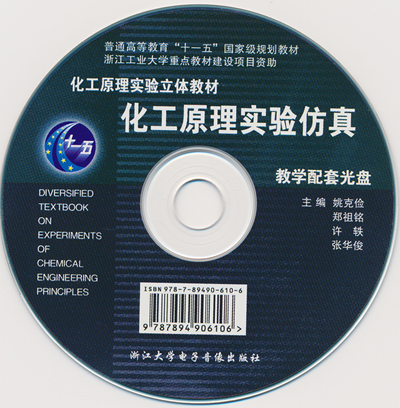 普通高等教育“十一五”国家级规划教材
浙江工业大学重点教材建设项目资助
化工原理实验立体教材
化工原理实验仿真
十一五
教学配套光盘
DIVERSIFIED
TEXTBOOK
ON
EXPERIMENTS
OF
CHEMICAL
ENGINEERING
PRINCIPLES
主编 姚克俭
郑祖铭
许轶
张华俊
ISBN 978-7-89490-610-6
9 787894 906106 >
浙江大学电子音像出版社